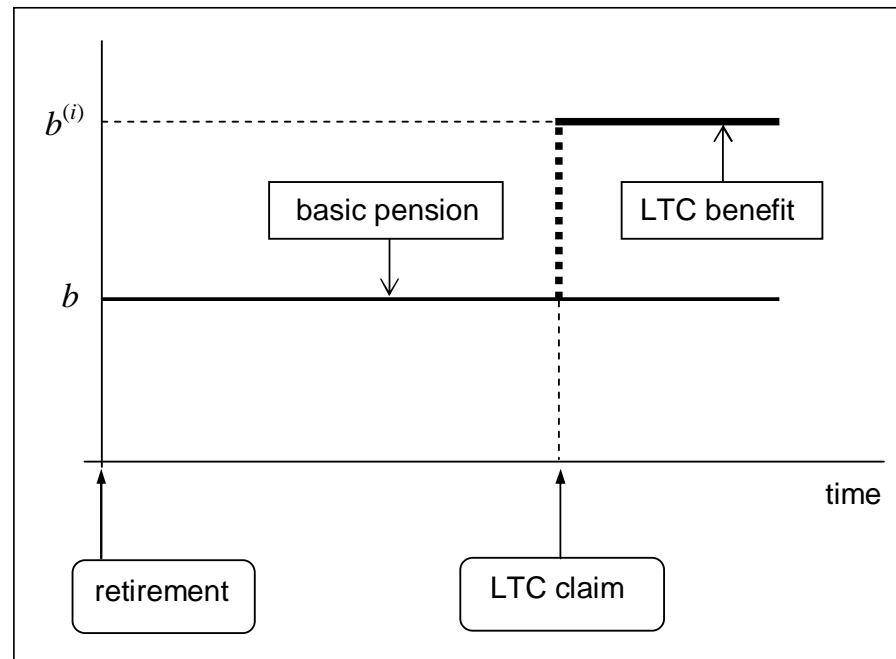 b(i)
basic pension
LTC benefit
b
time
retirement
LTC claim